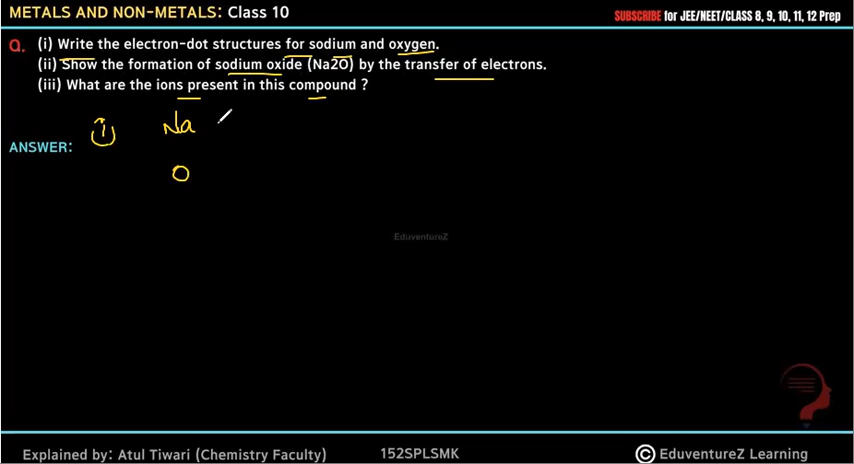 METALS AND NON-METALS: Class 10
SUBSCRIBE for JEE/NEET/CLASS 8, 9, 10, 11, 12 Prep
Q. (i) Write the electron-dot structures for sodium and oxygen.
(ii) Show the formation of sodium oxide (Na2O) by the transfer of electrons.
(iii) What are the ions present in this compound ?
ANSWER:
(i) Na
O
EduventureZ
Explained by: Atul Tiwari (Chemistry Faculty)
152SPLSMK
© EduventureZ Learning